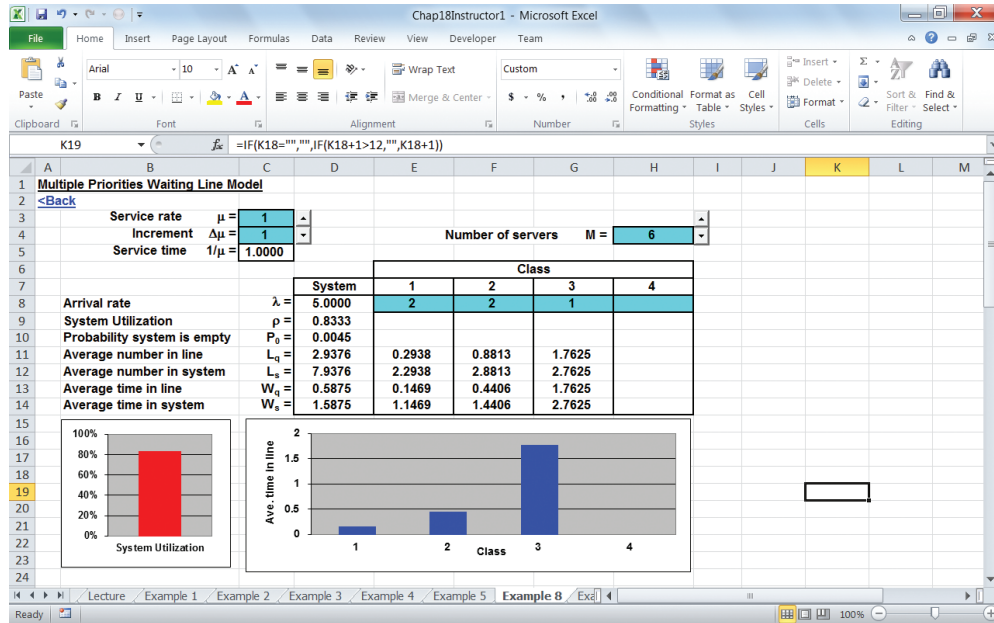 Chap18Instructor1 - Microsoft Excel
File Home Insert Page Layout Formulas Data Review View Developer Team
Paste
Clipboard
Arial 10 A A
B I U A
Font
Wrap Text
Merge & Center
Alignment
Custom
$ % , .0 .00 .00 .0
Number
Conditional Formatting
Format as Table
Cell Styles
Styles
Insert
Delete
Format
Cells
Σ
Sort & Filter
Find & Select
Editing
K19 fx =IF(K18="","",IF(K18+1>12,"",K18+1))
A B C D E F G H I J K L M
1 Multiple Priorities Waiting Line Model
2 <Back
3 Service rate μ = 1
4 Increment Δμ = 1 Number of servers M = 6
5 Service time 1/μ = 1.0000
6 Class
7 System 1 2 3 4
8 Arrival rate λ = 5.0000 2 2 1
9 System Utilization ρ = 0.8333
10 Probability system is empty P0 = 0.0045
11 Average number in line Lq = 2.9376 0.2938 0.8813 1.7625
12 Average number in system Ls = 7.9376 2.2938 2.8813 2.7625
13 Average time in line Wq = 0.5875 0.1469 0.4406 1.7625
14 Average time in system Ws = 1.5875 1.1469 1.4406 2.7625
15
16
17
18
19
20
21
22
23
24
100%
80%
60%
40%
20%
0%
System Utilization
Ave. time in line
2
1.5
1
0.5
0
1 2 3 4
Class
Lecture Example 1 Example 2 Example 3 Example 4 Example 5 Example 8 Exa
Ready 100%